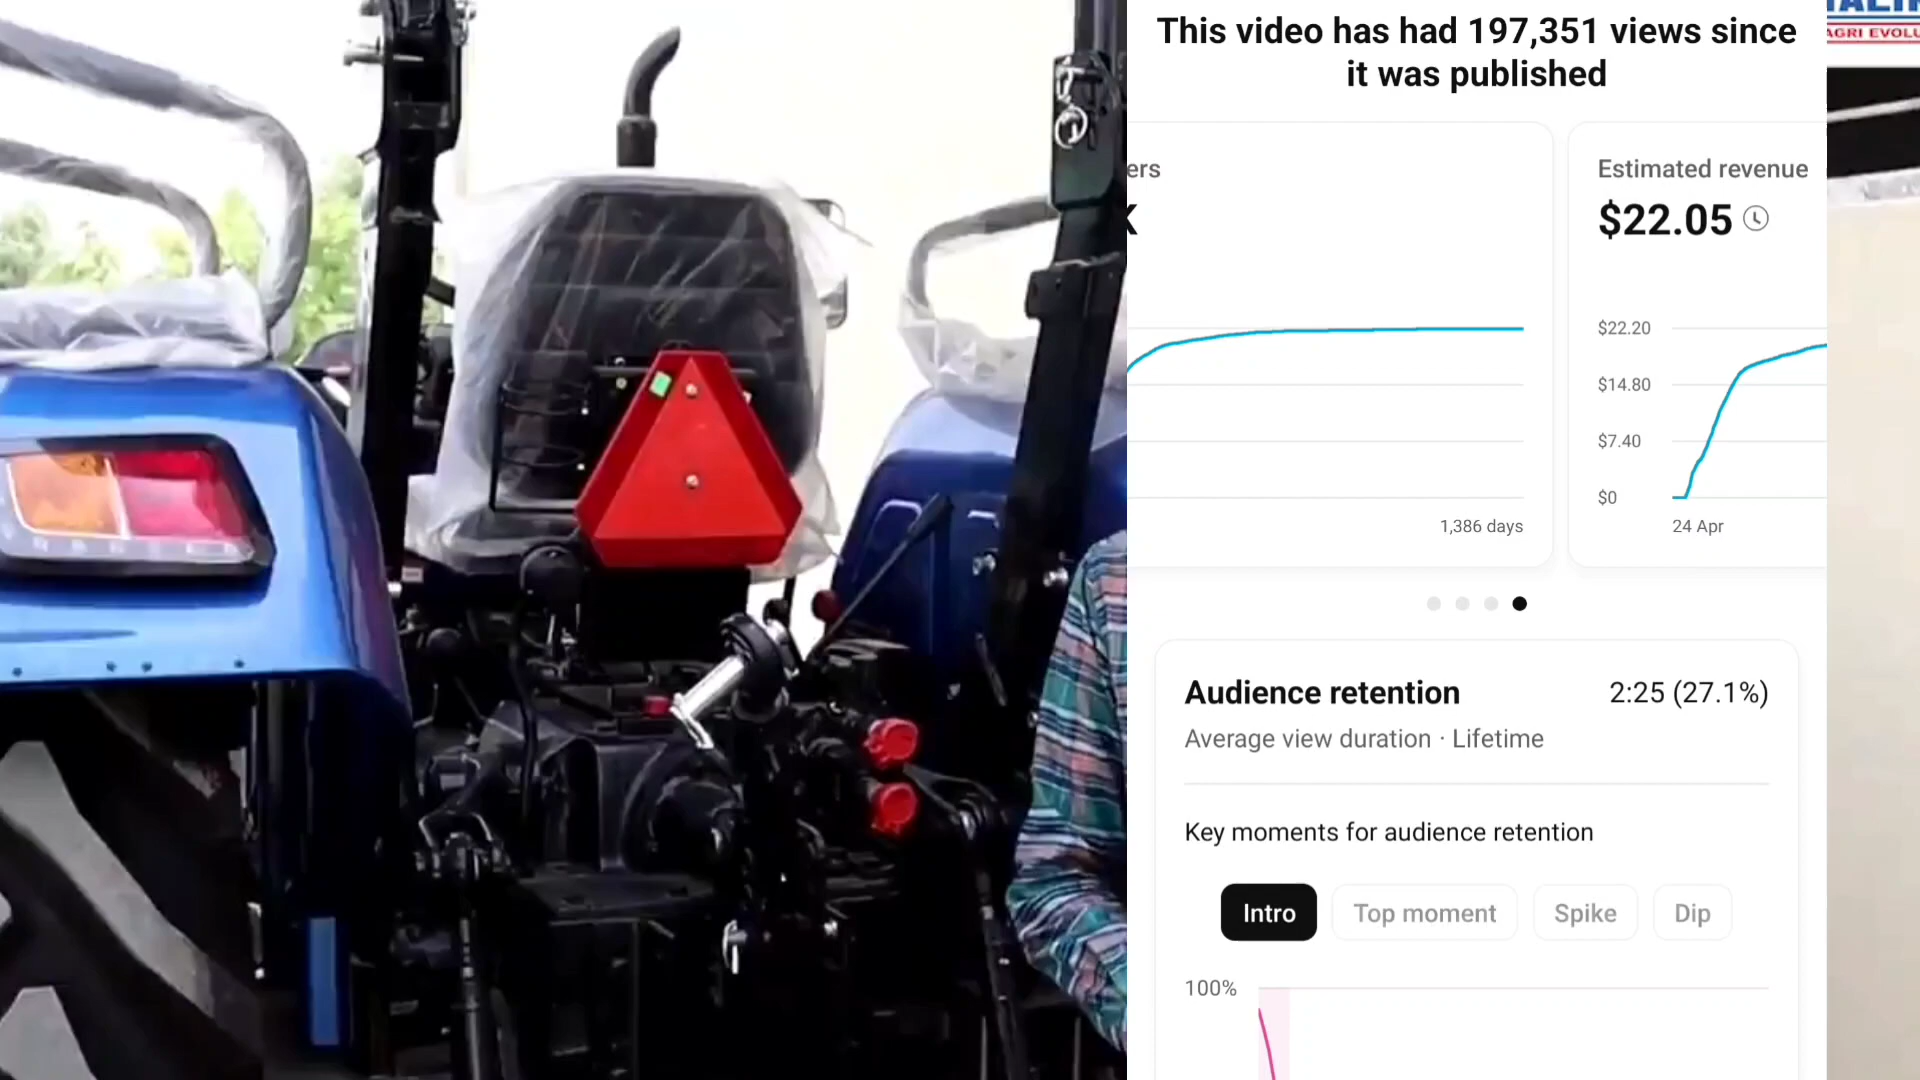 This video has had 197,351 views since
it was published
AGRI EVOLU
ers
K
Estimated revenue
$22.05
$22.20
$14.80
$7.40
$0
1,386 days
24 Apr
Audience retention
2:25 (27.1%)
Average view duration · Lifetime
Key moments for audience retention
Intro
Top moment
Spike
Dip
100%